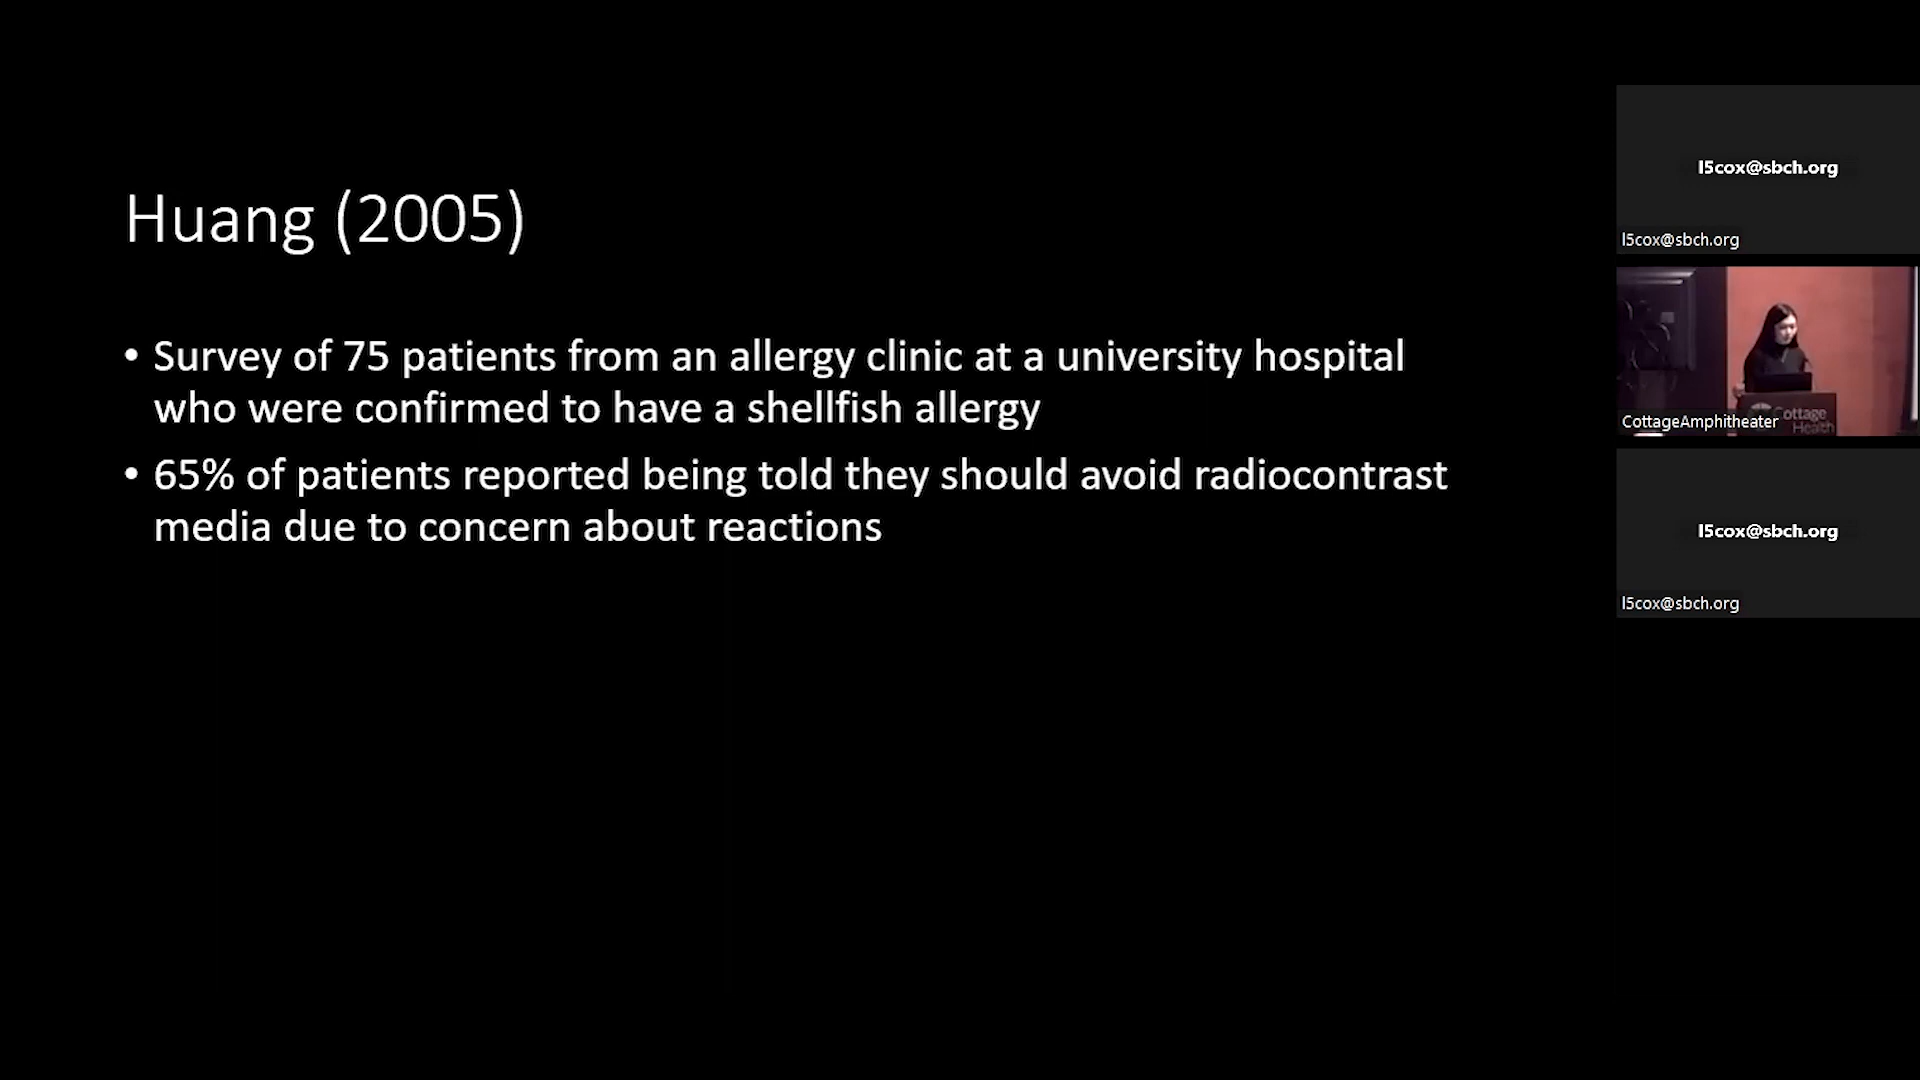 Huang (2005)
• Survey of 75 patients from an allergy clinic at a university hospital
who were confirmed to have a shellfish allergy
• 65% of patients reported being told they should avoid radiocontrast
media due to concern about reactions
l5cox@sbch.org
l5cox@sbch.org
CottageAmphitheater
Cottage
Health
l5cox@sbch.org
l5cox@sbch.org